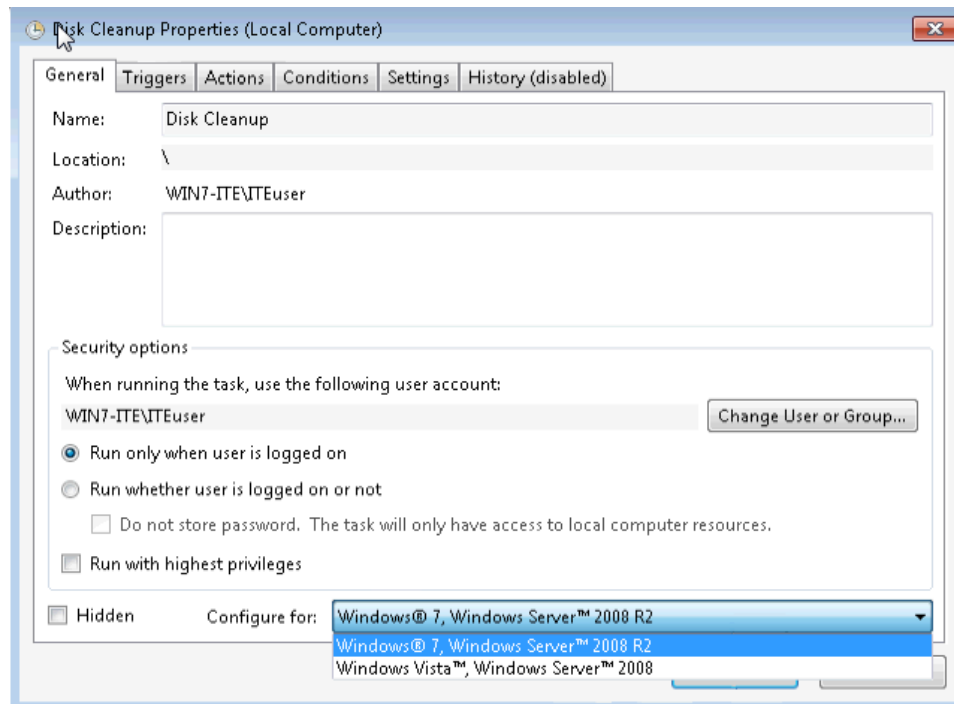 Disk Cleanup Properties (Local Computer)
General Triggers Actions Conditions Settings History (disabled)
Name: Disk Cleanup
Location: \
Author: WIN7-ITE\ITEuser
Description:
Security options
When running the task, use the following user account:
WIN7-ITE\ITEuser Change User or Group...
Run only when user is logged on
Run whether user is logged on or not
Do not store password. The task will only have access to local computer resources.
Run with highest privileges
Hidden Configure for: Windows® 7, Windows Server™ 2008 R2
Windows® 7, Windows Server™ 2008 R2
Windows Vista™, Windows Server™ 2008